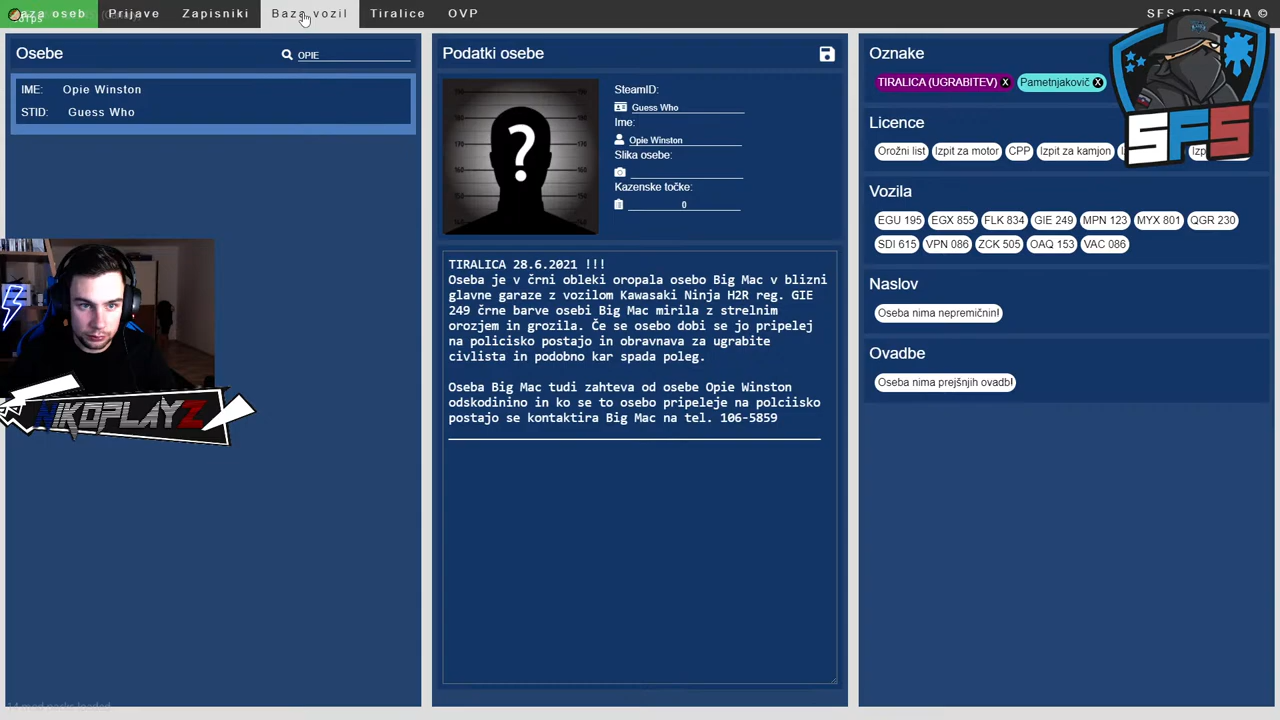 aza oseb
Prijave
Zapisniki
Baza vozil
Tiralice
OVP
SFS POLICIJA ©
Osebe
OPIE
IME: Opie Winston
STID: Guess Who
Podatki osebe
SteamID:
Guess Who
Ime:
Opie Winston
Slika osebe:
Kazenske točke:
0
TIRALICA 28.6.2021 !!!
Oseba je v črni obleki oropala osebo Big Mac v blizni
glavne garaze z vozilom Kawasaki Ninja H2R reg. GIE
249 črne barve osebi Big Mac mirila z strelnim
orozjem in grozila. Če se osebo dobi se jo pripelej
na policisko postajo in obravnava za ugrabite
civlista in podobno kar spada poleg.
Oseba Big Mac tudi zahteva od osebe Opie Winston
odskodinino in ko se to osebo pripeleje na polciisko
postajo se kontaktira Big Mac na tel. 106-5859
Oznake
TIRALICA (UGRABITEV) X
Pametnjakovič X
Licence
Orožni list
Izpit za motor
CPP
Izpit za kamjon
Vozila
EGU 195
EGX 855
FLK 834
GIE 249
MPN 123
MYX 801
QGR 230
SDI 615
VPN 086
ZCK 505
OAQ 153
VAC 086
Naslov
Oseba nima nepremičnin!
Ovadbe
Oseba nima prejšnjih ovadb!
SFS
NIKOPLAYZ
14 mod packs loaded